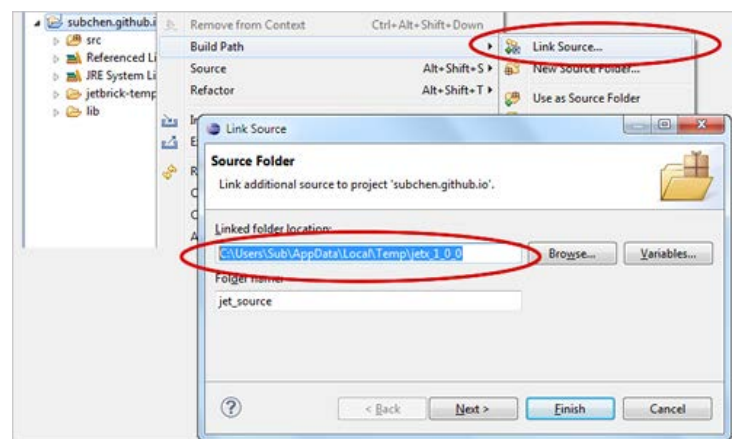 subchen.github.i
src
Referenced Li
JRE System Li
jetbrick-temp
lib
Remove from Context Ctrl+Alt+Shift+Down
Build Path
Source Alt+Shift+S
Refactor Alt+Shift+T
Link Source...
New Source Folder...
Use as Source Folder
Link Source
Source Folder
Link additional source to project 'subchen.github.io'.
Linked folder location:
C:\Users\Sub\AppData\Local\Temp\jetx_1_0_0
Browse... Variables...
Folder name:
jet_source
< Back Next > Finish Cancel